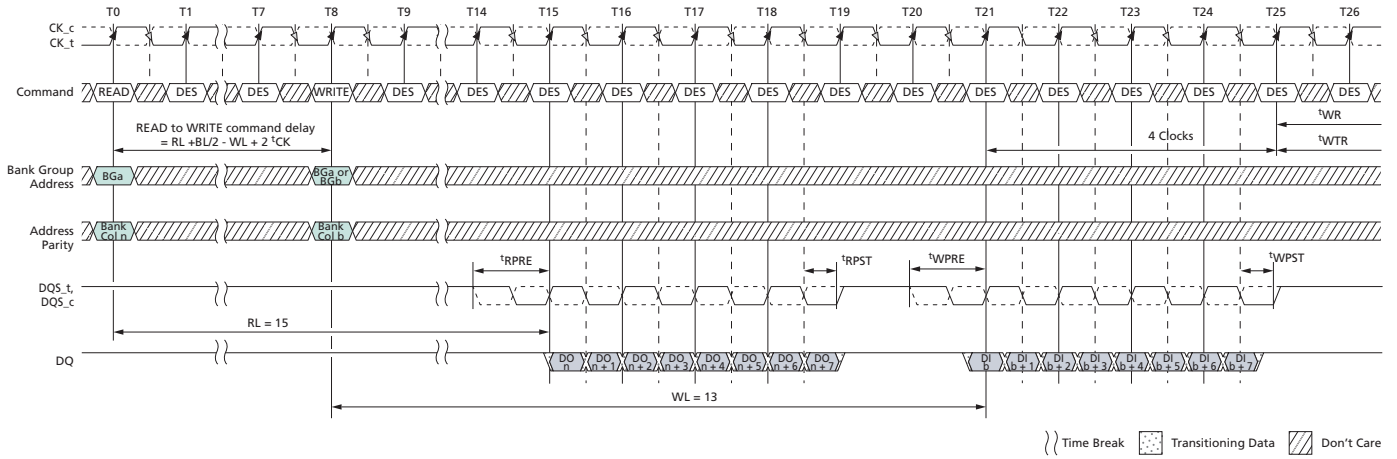 T0 T1 T7 T8 T9 T14 T15 T16 T17 T18 T19 T20 T21 T22 T23 T24 T25 T26
CK_c
CK_t
Command READ DES DES WRITE DES DES DES DES DES DES DES DES DES DES DES DES DES DES
READ to WRITE command delay
= RL +BL/2 - WL + 2 tCK
tWR
4 Clocks
tWTR
Bank Group
Address
BGa
BGa or
BGb
Address
Parity
Bank
Col n
Bank
Col b
tRPRE tRPST tWPRE tWPST
DQS_t,
DQS_c
RL = 15
DQ
DO DO DO DO DO DO DO DO DI DI DI DI DI DI DI DI
n n + 1 n + 2 n + 3 n + 4 n + 5 n + 6 n + 7 b b + 1 b + 2 b + 3 b + 4 b + 5 b + 6 b + 7
WL = 13
Time Break Transitioning Data Don't Care